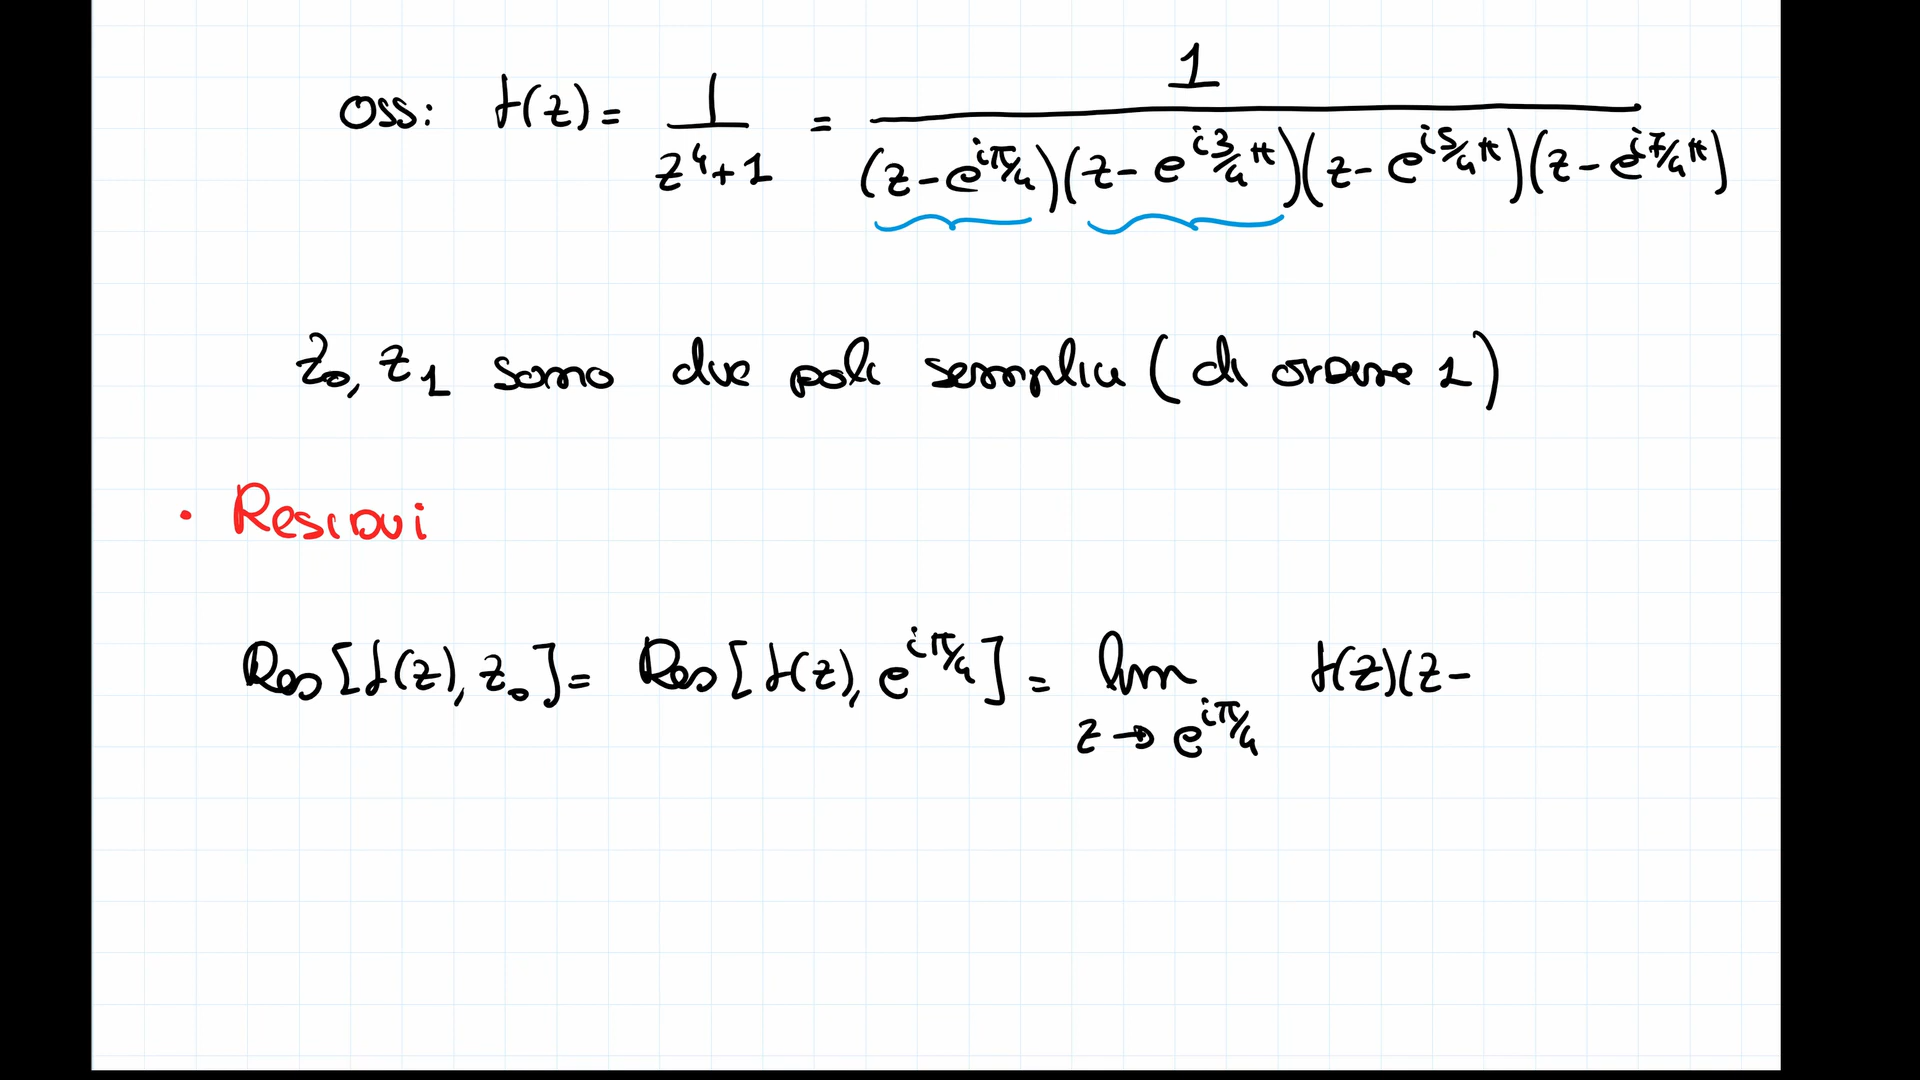 OSS: f(z) = 1/(z⁴+1) = 1/((z-e^{iπ/4})(z-e^{i3/4π})(z-e^{i5/4π})(z-e^{i7/4π}))
z₀, z₁ sono due poli semplici (di ordine 1)
• Residui
Res[f(z), z₀] = Res[f(z), e^{iπ/4}] = lim_{z→e^{iπ/4}} f(z)(z-